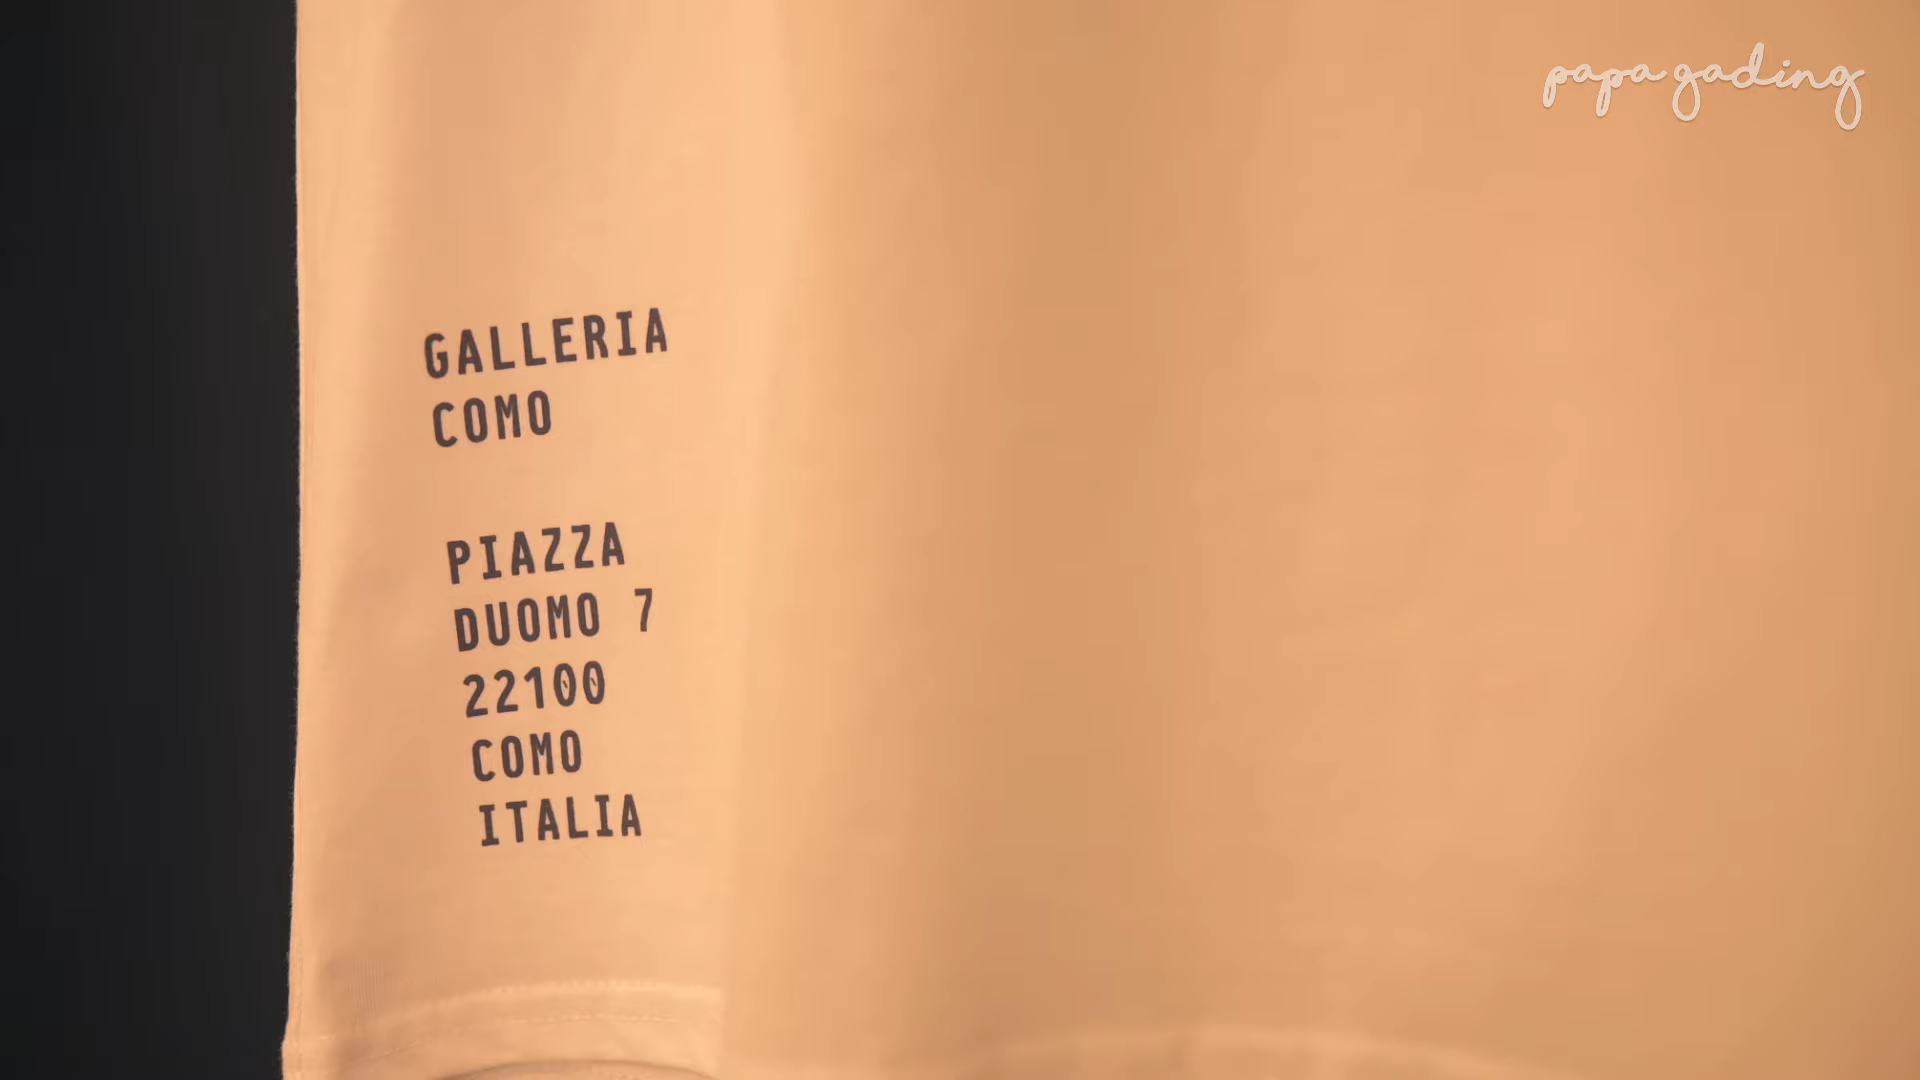 papa gading
GALLERIA
COMO
PIAZZA
DUOMO 7
22100
COMO
ITALIA